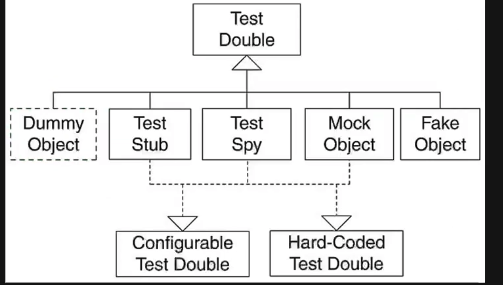 Test
Double
Dummy
Object
Test
Stub
Test
Spy
Mock
Object
Fake
Object
Configurable
Test Double
Hard-Coded
Test Double